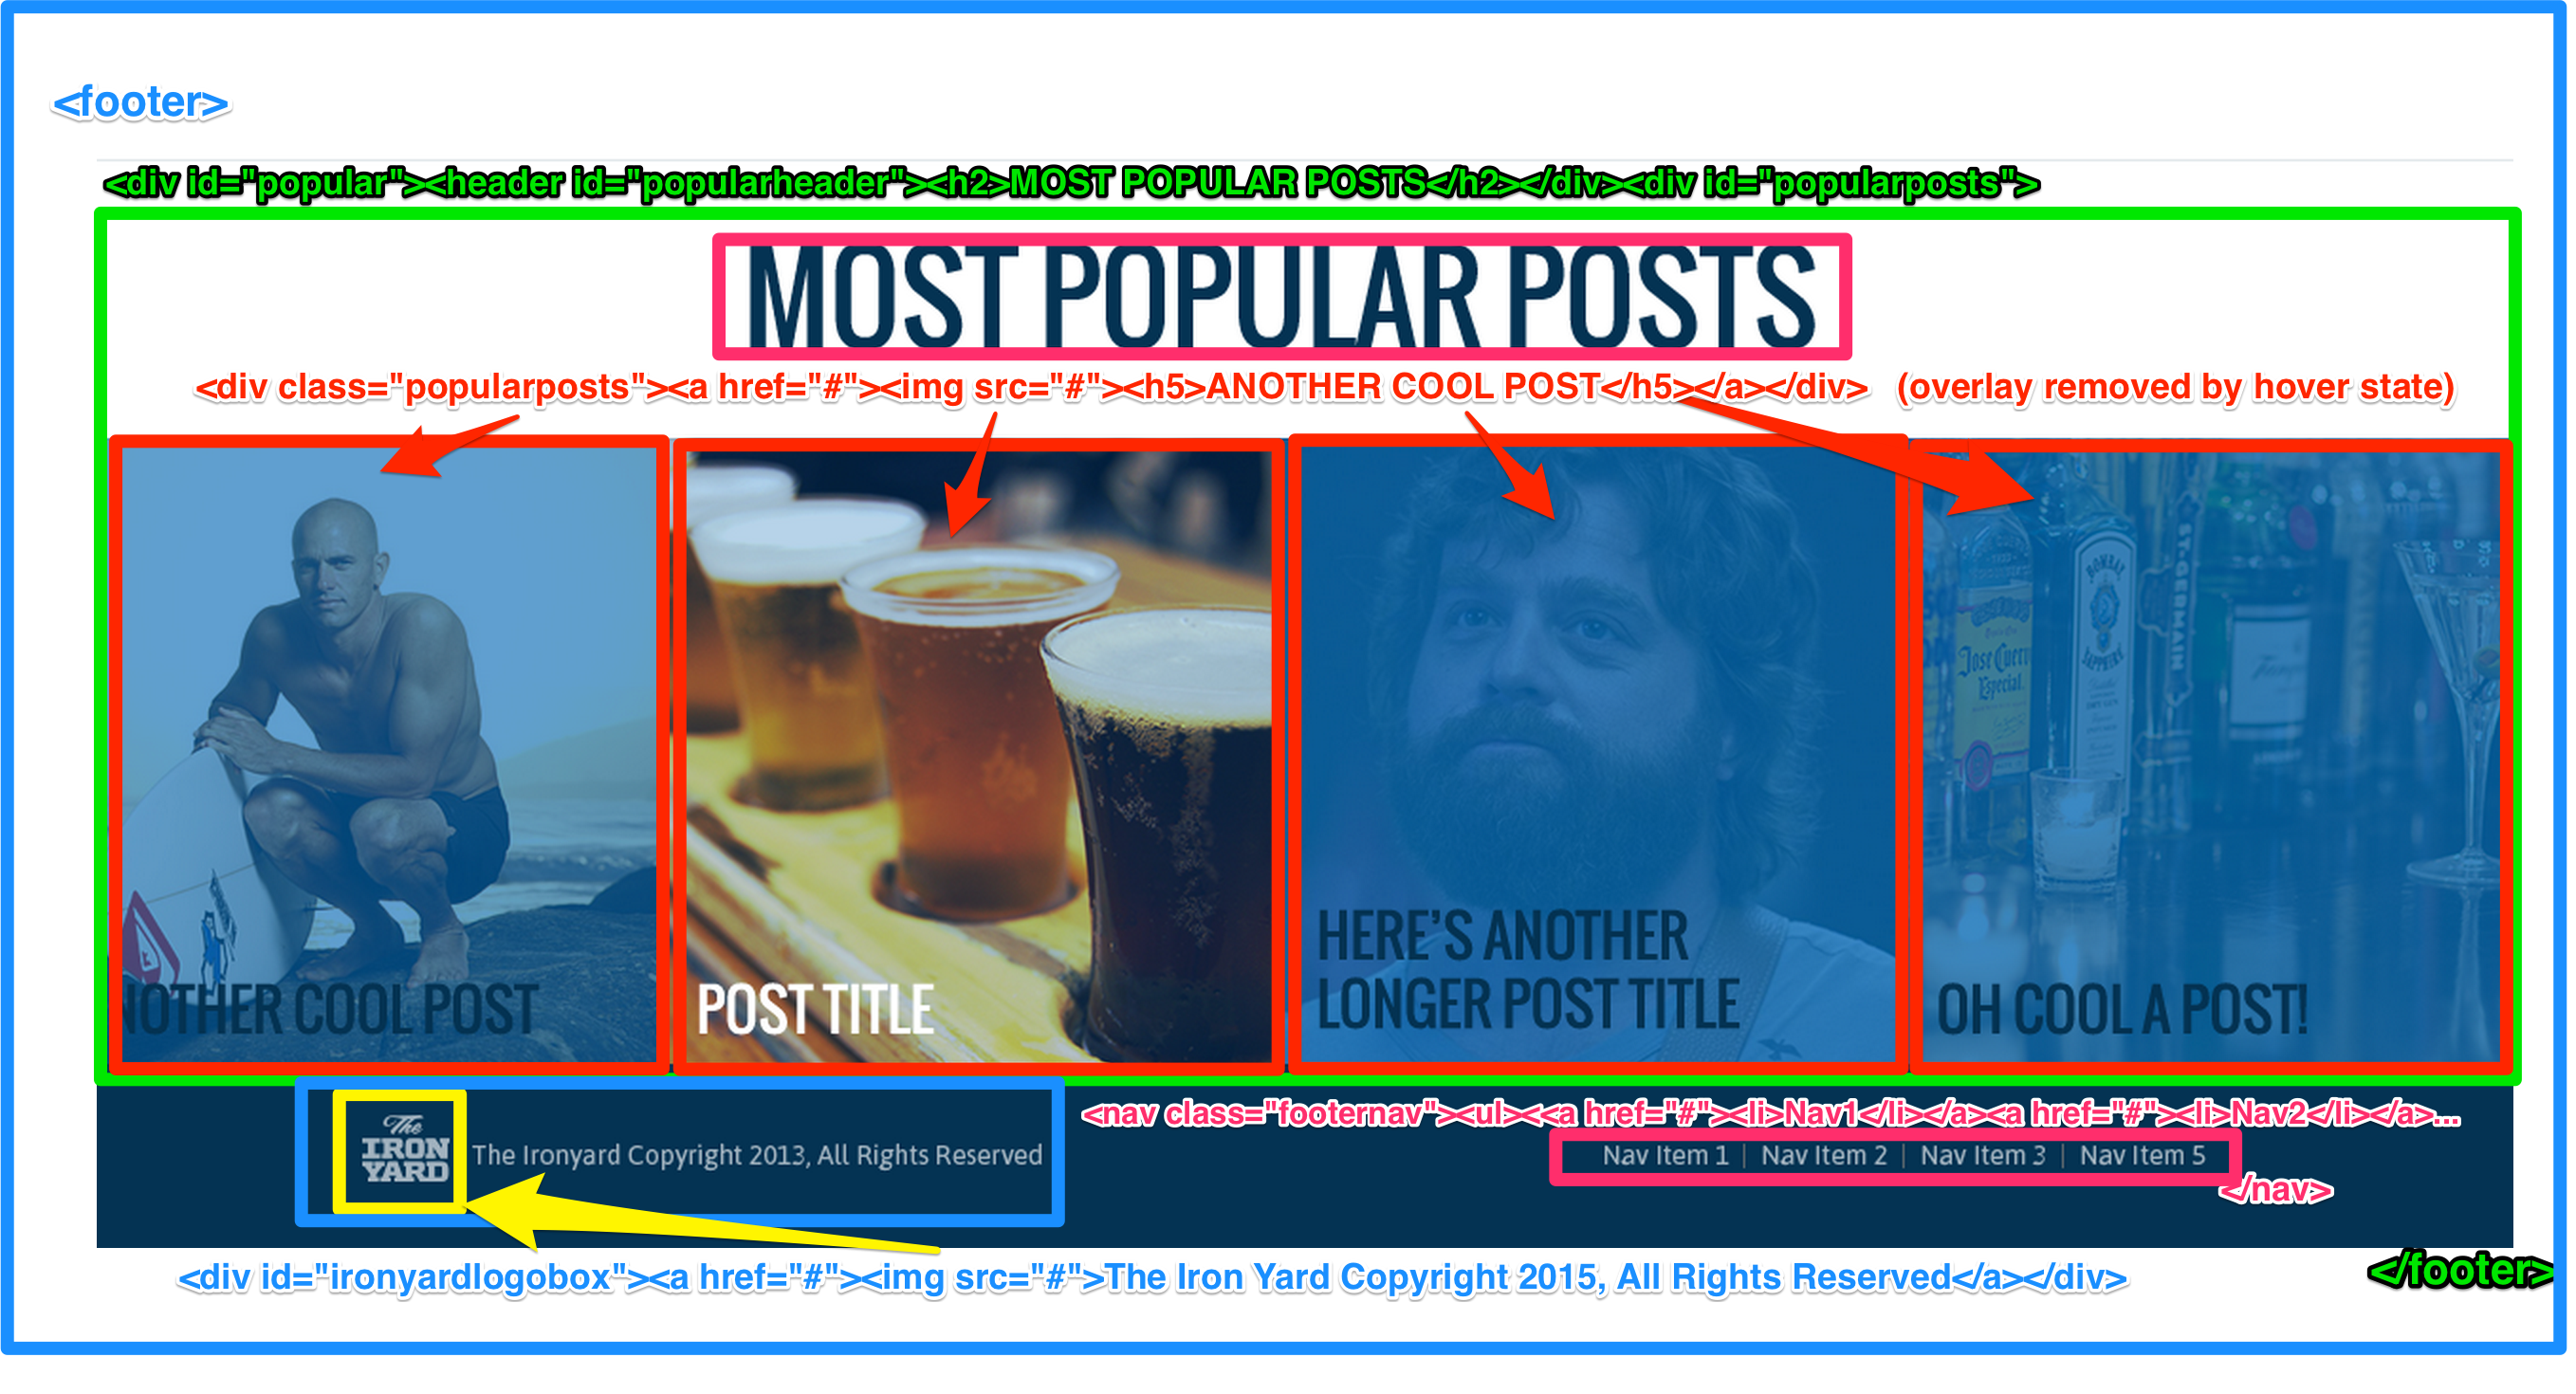 <footer>
<div id="popular"><header id="popularheader"><h2>MOST POPULAR POSTS</h2></div><div id="popularposts">
MOST POPULAR POSTS
<div class="popularposts"><a href="#"><img src="#"><h5>ANOTHER COOL POST</h5></a></div> (overlay removed by hover state)
NOTHER COOL POST
POST TITLE
HERE'S ANOTHER
LONGER POST TITLE
Jose Cuervo
Especial
BOMBAY
SAPPHIRE
ST-GERMAIN
OH COOL A POST!
The
IRON
YARD
The Ironyard Copyright 2013, All Rights Reserved
<nav class="footernav"><ul><<a href="#"><li>Nav1</li></a><a href="#"><li>Nav2</li></a>...
Nav Item 1 | Nav Item 2 | Nav Item 3 | Nav Item 5
</nav>
</footer>
<div id="ironyardlogobox"><a href="#"><img src="#">The Iron Yard Copyright 2015, All Rights Reserved</a></div>